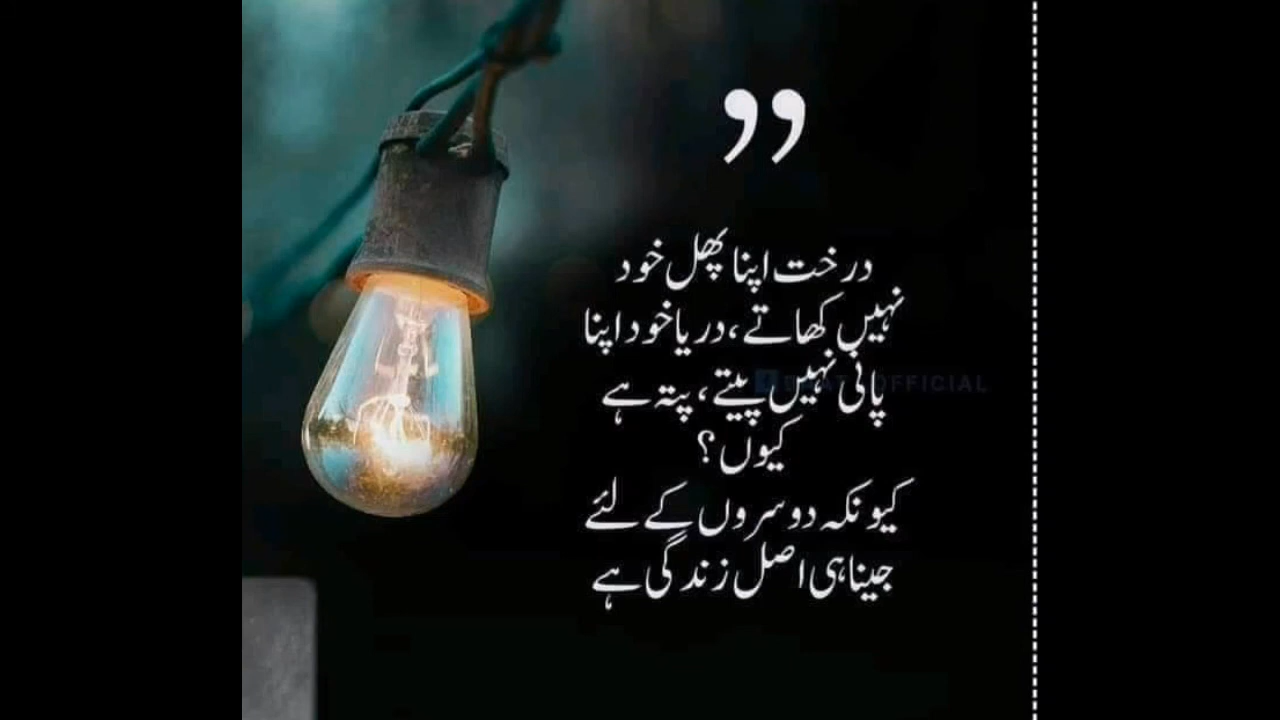 درخت اپنا پھل خود
نہیں کھاتے، دریا خود اپنا
پانی نہیں پیتے، پتہ ہے
کیوں؟
کیونکہ دوسروں کے لئے
جینا ہی اصل زندگی ہے
OFFICIAL